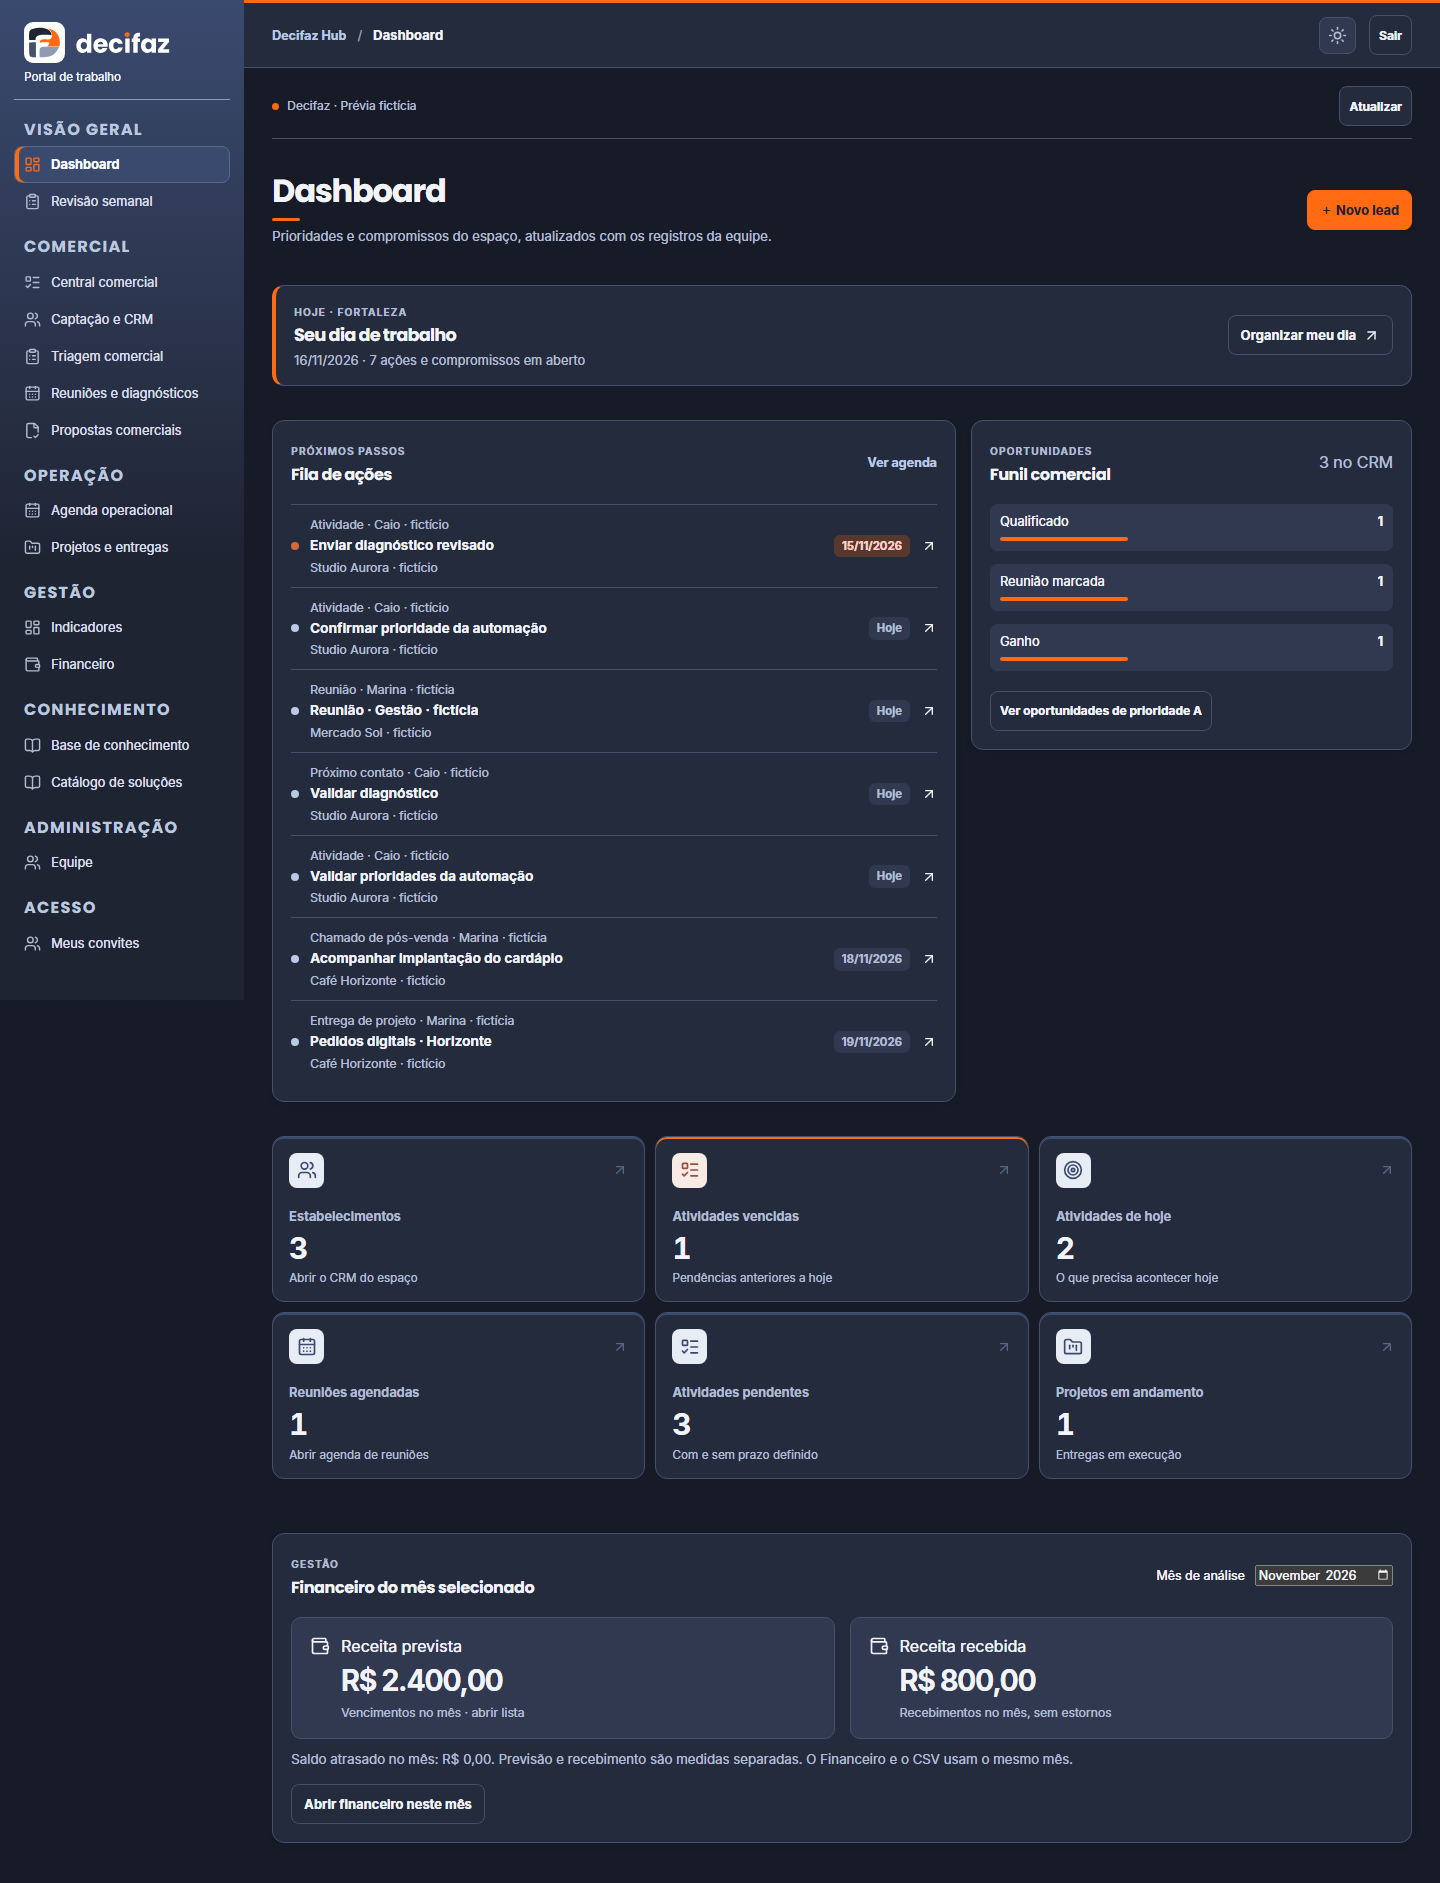 decifaz
Portal de trabalho
VISÃO GERAL
Dashboard
Revisão semanal
COMERCIAL
Central comercial
Captação e CRM
Triagem comercial
Reuniões e diagnósticos
Propostas comerciais
OPERAÇÃO
Agenda operacional
Projetos e entregas
GESTÃO
Indicadores
Financeiro
CONHECIMENTO
Base de conhecimento
Catálogo de soluções
ADMINISTRAÇÃO
Equipe
ACESSO
Meus convites
Decifaz Hub / Dashboard
Sair
Decifaz · Prévia fictícia
Atualizar
Dashboard
Prioridades e compromissos do espaço, atualizados com os registros da equipe.
+ Novo lead
HOJE · FORTALEZA
Seu dia de trabalho
16/11/2026 · 7 ações e compromissos em aberto
Organizar meu dia
PRÓXIMOS PASSOS
Fila de ações
Ver agenda
Atividade · Caio · fictício
Enviar diagnóstico revisado
Studio Aurora · fictício
15/11/2026
Atividade · Caio · fictício
Confirmar prioridade da automação
Studio Aurora · fictício
Hoje
Reunião · Marina · fictícia
Reunião · Gestão · fictícia
Mercado Sol · fictício
Hoje
Próximo contato · Caio · fictício
Validar diagnóstico
Studio Aurora · fictício
Hoje
Atividade · Caio · fictício
Validar prioridades da automação
Studio Aurora · fictício
Hoje
Chamado de pós-venda · Marina · fictícia
Acompanhar implantação do cardápio
Café Horizonte · fictício
18/11/2026
Entrega de projeto · Marina · fictícia
Pedidos digitais · Horizonte
Café Horizonte · fictício
19/11/2026
OPORTUNIDADES
Funil comercial
3 no CRM
Qualificado 1
Reunião marcada 1
Ganho 1
Ver oportunidades de prioridade A
Estabelecimentos
3
Abrir o CRM do espaço
Atividades vencidas
1
Pendências anteriores a hoje
Atividades de hoje
2
O que precisa acontecer hoje
Reuniões agendadas
1
Abrir agenda de reuniões
Atividades pendentes
3
Com e sem prazo definido
Projetos em andamento
1
Entregas em execução
GESTÃO
Financeiro do mês selecionado
Mês de análise November 2026
Receita prevista
R$ 2.400,00
Vencimentos no mês · abrir lista
Receita recebida
R$ 800,00
Recebimentos no mês, sem estornos
Saldo atrasado no mês: R$ 0,00. Previsão e recebimento são medidas separadas. O Financeiro e o CSV usam o mesmo mês.
Abrir financeiro neste mês